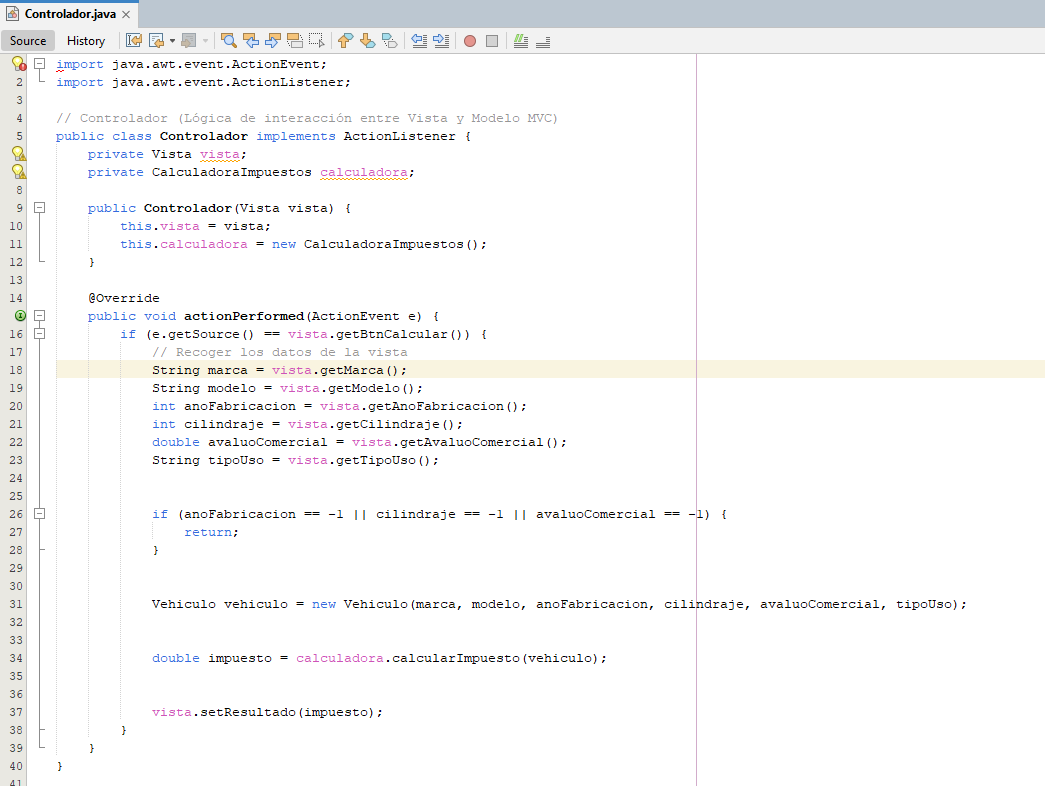 Controlador.java
Source History
import java.awt.event.ActionEvent;
2 import java.awt.event.ActionListener;
3
4 // Controlador (Lógica de interacción entre Vista y Modelo MVC)
5 public class Controlador implements ActionListener {
private Vista vista;
private CalculadoraImpuestos calculadora;
8
9 public Controlador(Vista vista) {
10 this.vista = vista;
11 this.calculadora = new CalculadoraImpuestos();
12 }
13
14 @Override
public void actionPerformed(ActionEvent e) {
16 if (e.getSource() == vista.getBtnCalcular()) {
17 // Recoger los datos de la vista
18 String marca = vista.getMarca();
19 String modelo = vista.getModelo();
20 int anoFabricacion = vista.getAnoFabricacion();
21 int cilindraje = vista.getCilindraje();
22 double avaluoComercial = vista.getAvaluoComercial();
23 String tipoUso = vista.getTipoUso();
24
25
26 if (anoFabricacion == -1 || cilindraje == -1 || avaluoComercial == -1) {
27 return;
28 }
29
30
31 Vehiculo vehiculo = new Vehiculo(marca, modelo, anoFabricacion, cilindraje, avaluoComercial, tipoUso);
32
33
34 double impuesto = calculadora.calcularImpuesto(vehiculo);
35
36
37 vista.setResultado(impuesto);
38 }
39 }
40 }
41